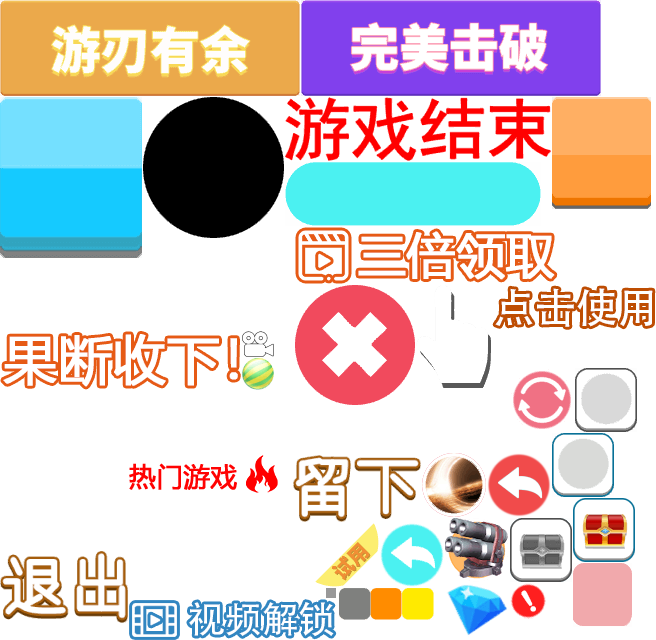 游刃有余
完美击破
游戏结束
三倍领取
点击使用
果断收下!
热门游戏
留下
试用
退出
视频解锁